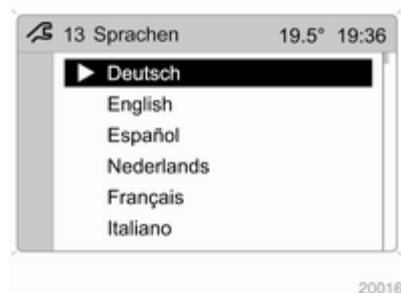 13 Sprachen 19.5° 19:36
Deutsch
English
Español
Nederlands
Français
Italiano
20016